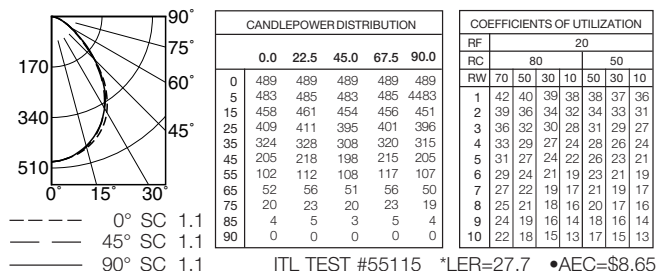 90°
75°
60°
45°
170
340
510
0° 15° 30°
0° SC 1.1
45° SC 1.1
90° SC 1.1
CANDLEPOWER DISTRIBUTION
0.0 22.5 45.0 67.5 90.0
0 489 489 489 489 489
5 483 485 483 485 4483
15 458 461 454 456 451
25 409 411 395 401 396
35 324 328 308 320 315
45 205 218 198 215 205
55 102 112 108 117 107
65 52 56 51 56 50
75 20 23 20 23 19
85 4 5 3 5 4
90 0 0 0 0 0
COEFFICIENTS OF UTILIZATION
RF 20
RC 80 50
RW 70 50 30 10 50 30 10
1 42 40 39 38 38 37 36
2 39 36 34 32 34 33 31
3 36 32 30 28 31 29 27
4 33 29 27 24 28 26 24
5 31 27 24 22 26 23 21
6 29 24 21 19 23 21 19
7 27 22 19 17 21 19 17
8 25 21 18 16 20 17 16
9 24 19 16 14 18 16 14
10 22 18 15 13 17 15 13
ITL TEST #55115 *LER=27.7 •AEC=$8.65